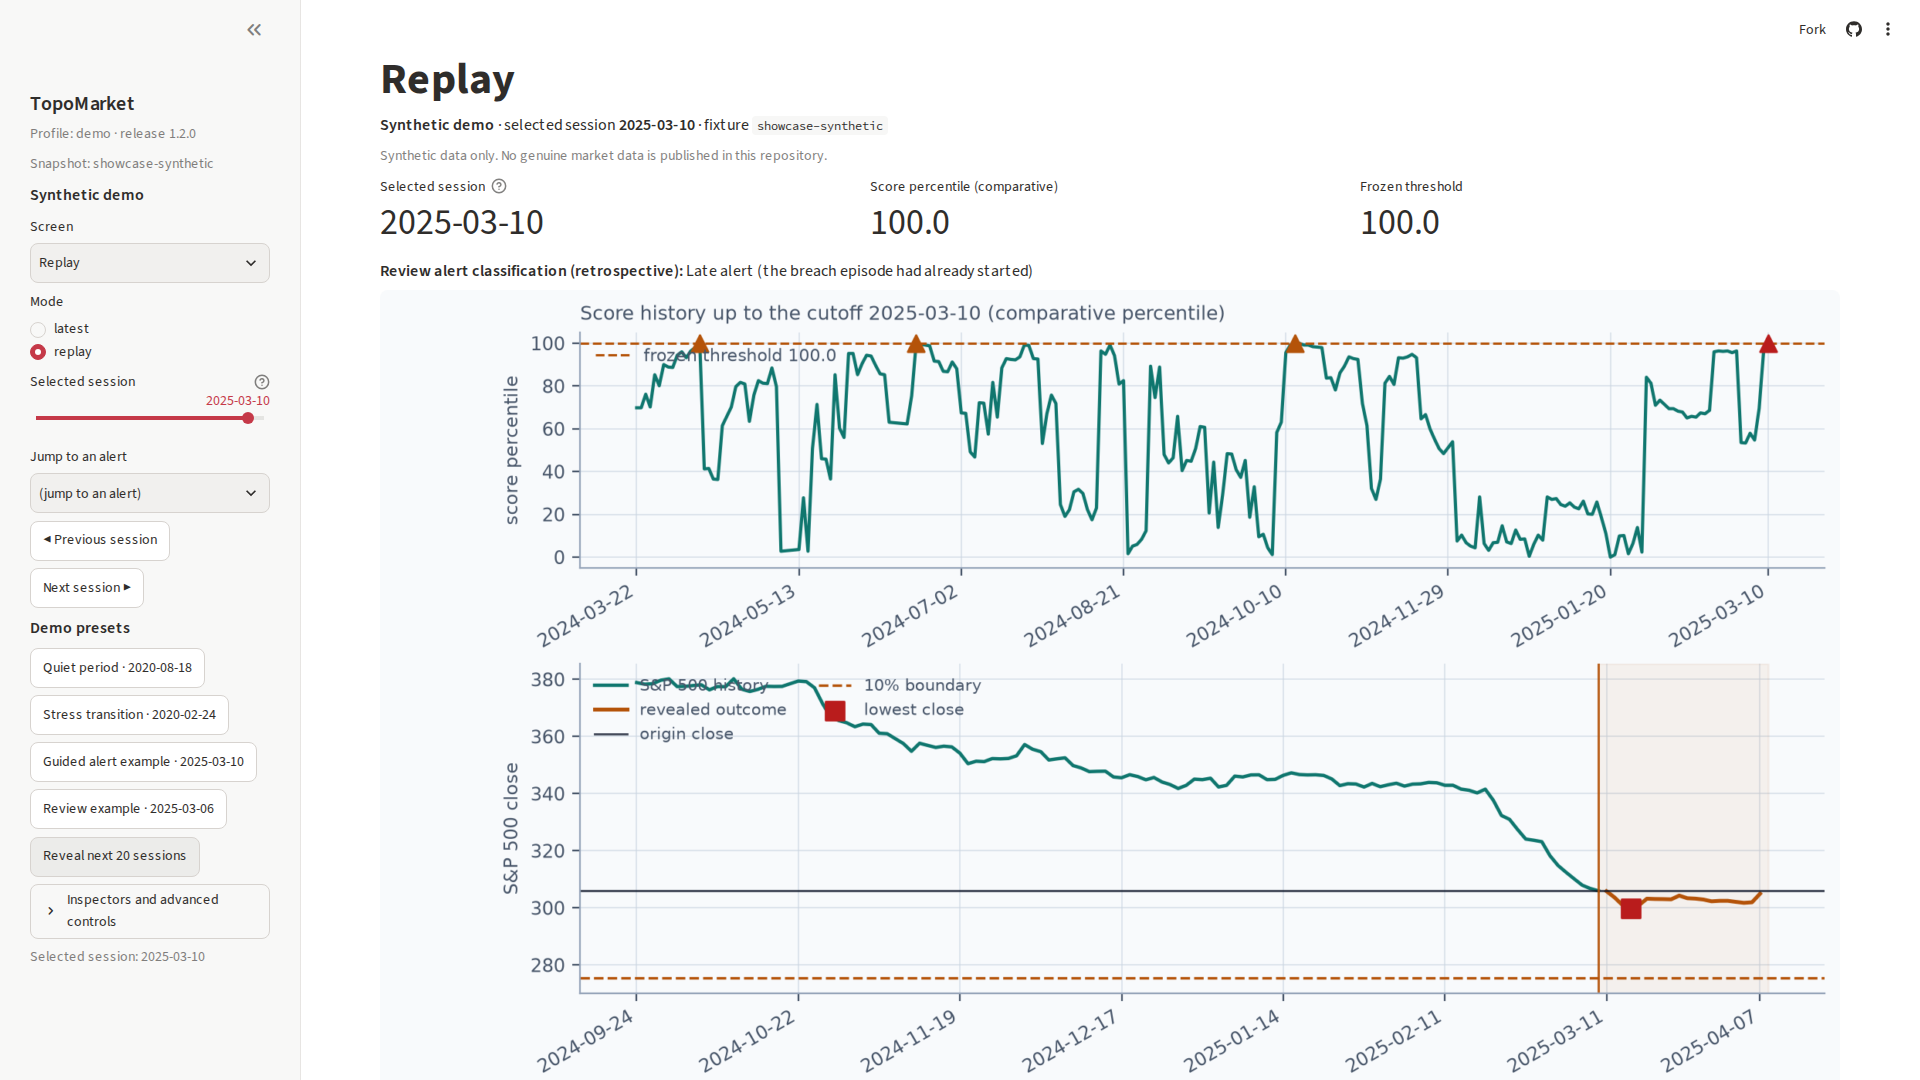 Fork
TopoMarket
Profile: demo · release 1.2.0
Snapshot: showcase-synthetic
Synthetic demo
Screen
Replay
Mode
latest
replay
Selected session
2025-03-10
Jump to an alert
(jump to an alert)
◀ Previous session
Next session ▶
Demo presets
Quiet period · 2020-08-18
Stress transition · 2020-02-24
Guided alert example · 2025-03-10
Review example · 2025-03-06
Reveal next 20 sessions
Inspectors and advanced
controls
Selected session: 2025-03-10
Replay
Synthetic demo · selected session 2025-03-10 · fixture showcase-synthetic
Synthetic data only. No genuine market data is published in this repository.
Selected session
2025-03-10
Score percentile (comparative)
100.0
Frozen threshold
100.0
Review alert classification (retrospective): Late alert (the breach episode had already started)
Score history up to the cutoff 2025-03-10 (comparative percentile)
score percentile
100
80
60
40
20
0
frozen threshold 100.0
2024-03-22
2024-05-13
2024-07-02
2024-08-21
2024-10-10
2024-11-29
2025-01-20
2025-03-10
S&P 500 close
380
360
340
320
300
280
S&P 500 history
revealed outcome
origin close
10% boundary
lowest close
2024-09-24
2024-10-22
2024-11-19
2024-12-17
2025-01-14
2025-02-11
2025-03-11
2025-04-07